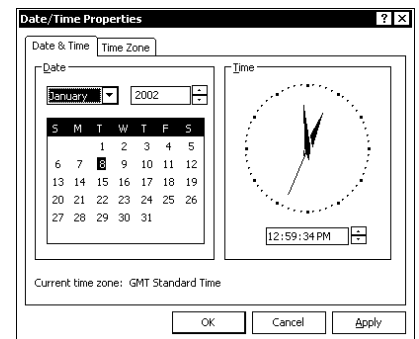 Date/Time Properties ? X
Date & Time Time Zone
Date
January 2002
S M T W T F S
1 2 3 4 5
6 7 8 9 10 11 12
13 14 15 16 17 18 19
20 21 22 23 24 25 26
27 28 29 30 31
Time
12:59:34 PM
Current time zone: GMT Standard Time
OK Cancel Apply